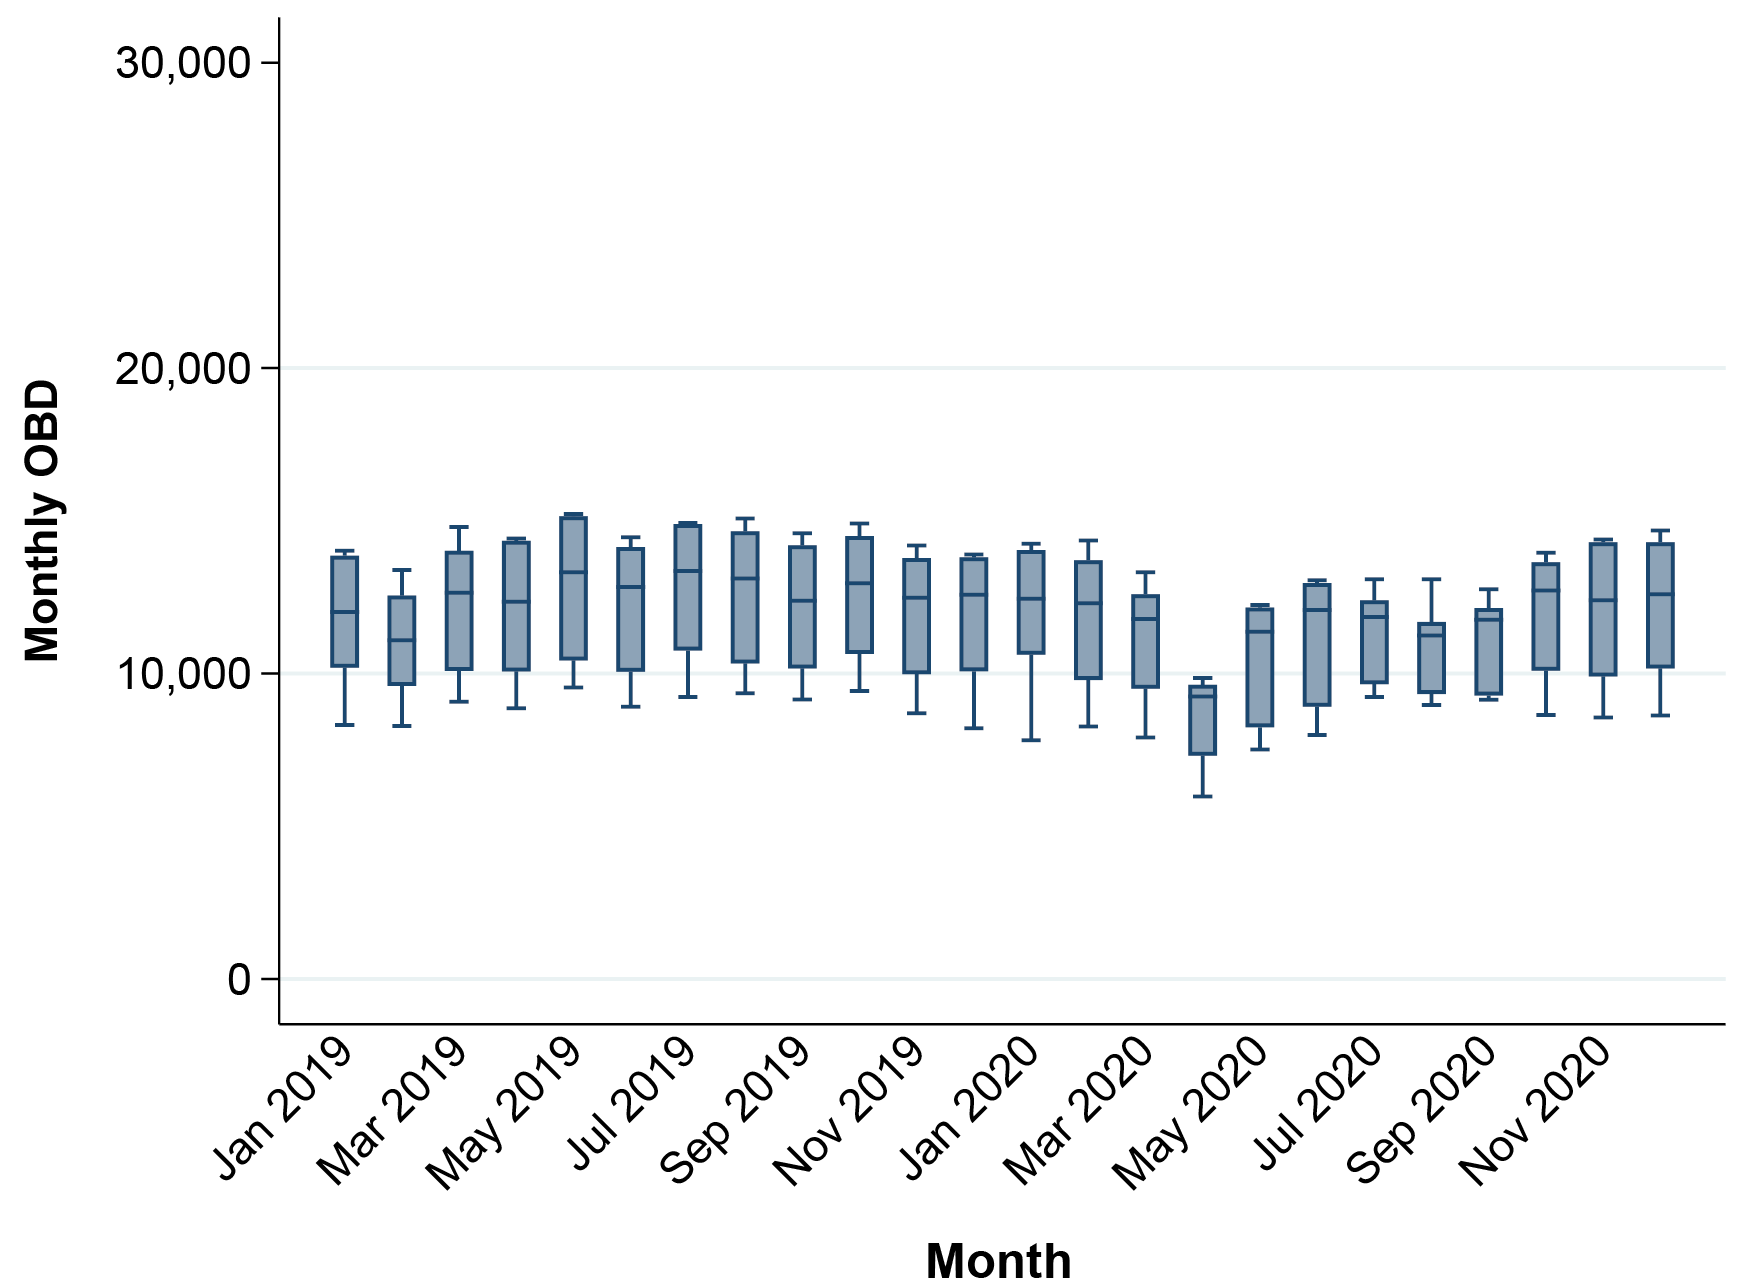 30,000
20,000
10,000
0
Monthly OBD
Jan 2019
Mar 2019
May 2019
Jul 2019
Sep 2019
Nov 2019
Jan 2020
Mar 2020
May 2020
Jul 2020
Sep 2020
Nov 2020
Month